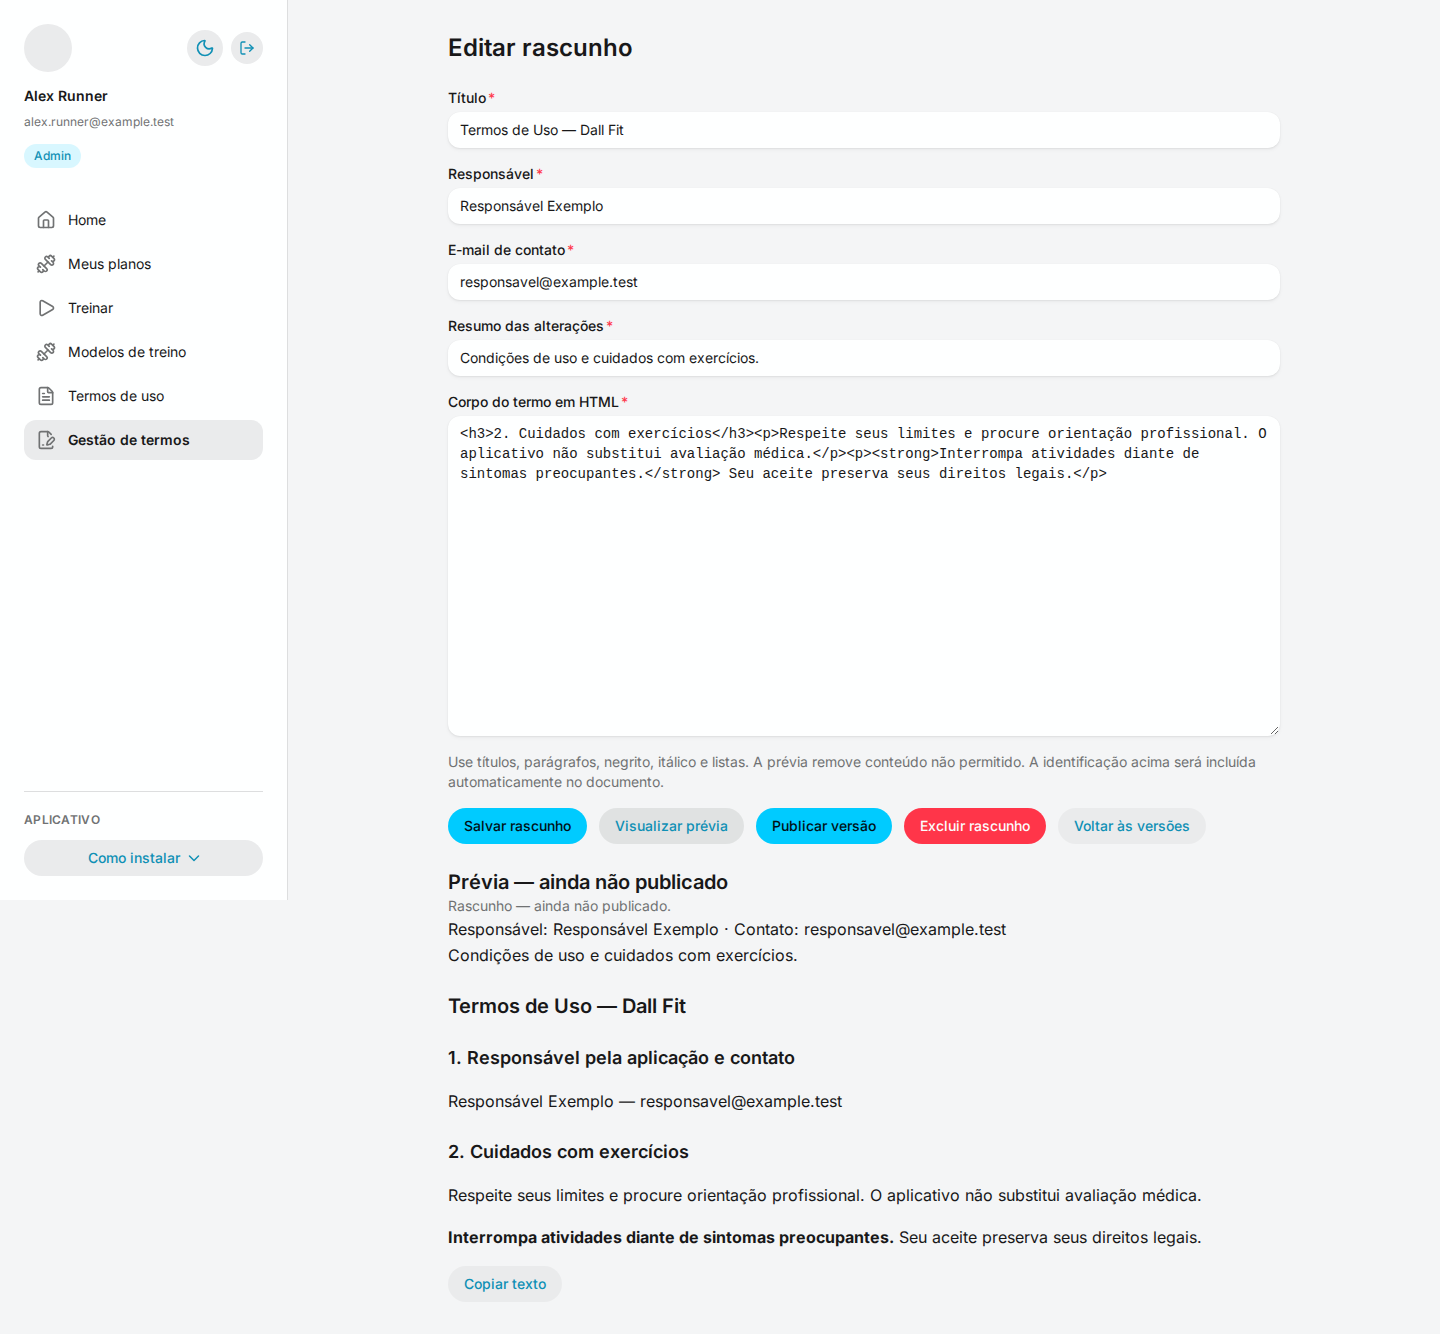 Alex Runner
alex.runner@example.test
Admin
Home
Meus planos
Treinar
Modelos de treino
Termos de uso
Gestão de termos
APLICATIVO
Como instalar
Editar rascunho
Título *
Termos de Uso — Dall Fit
Responsável *
Responsável Exemplo
E-mail de contato *
responsavel@example.test
Resumo das alterações *
Condições de uso e cuidados com exercícios.
Corpo do termo em HTML *
<h3>2. Cuidados com exercícios</h3><p>Respeite seus limites e procure orientação profissional. O
aplicativo não substitui avaliação médica.</p><p><strong>Interrompa atividades diante de
sintomas preocupantes.</strong> Seu aceite preserva seus direitos legais.</p>
Use títulos, parágrafos, negrito, itálico e listas. A prévia remove conteúdo não permitido. A identificação acima será incluída
automaticamente no documento.
Salvar rascunho Visualizar prévia Publicar versão Excluir rascunho Voltar às versões
Prévia — ainda não publicado
Rascunho — ainda não publicado.
Responsável: Responsável Exemplo · Contato: responsavel@example.test
Condições de uso e cuidados com exercícios.
Termos de Uso — Dall Fit
1. Responsável pela aplicação e contato
Responsável Exemplo — responsavel@example.test
2. Cuidados com exercícios
Respeite seus limites e procure orientação profissional. O aplicativo não substitui avaliação médica.
Interrompa atividades diante de sintomas preocupantes. Seu aceite preserva seus direitos legais.
Copiar texto